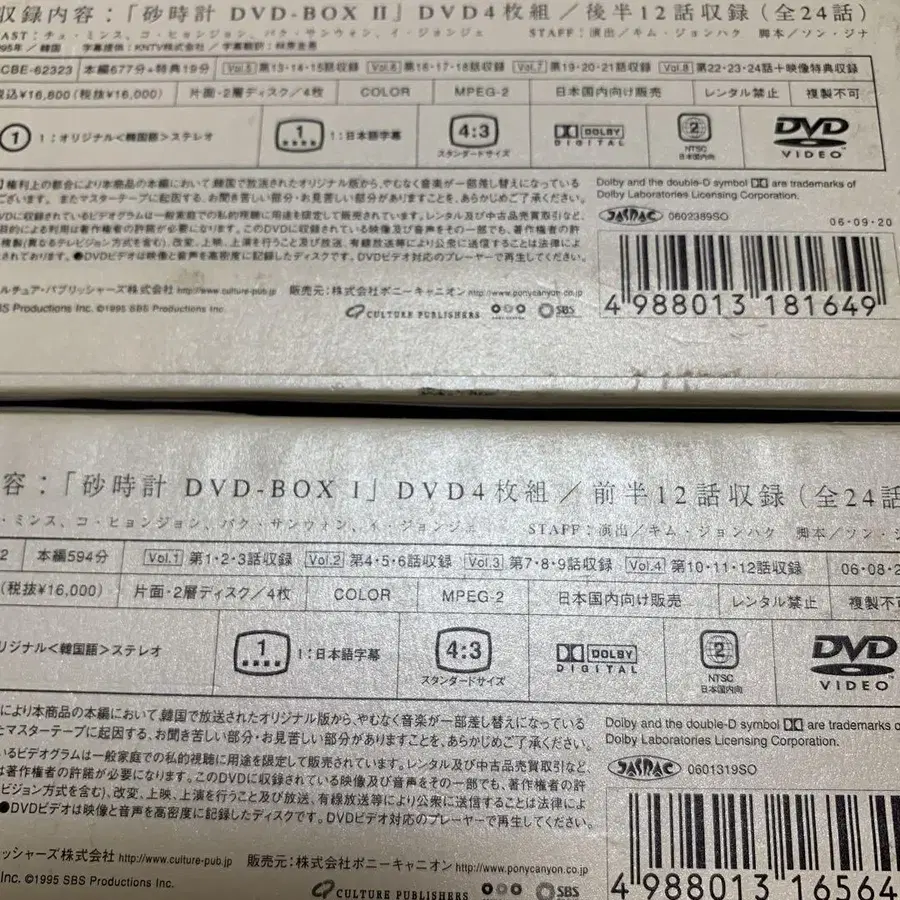 収録内容：「砂時計 DVD-BOX II」DVD4枚組／後半12話収録（全24話）
CAST：チェ・ミンス、コ・ヒョンジョン、パク・サンウォン、イ・ジョンジェ STAFF：演出／キム・ジョンハク 脚本／ソン・ジナ
1995年／韓国 字幕提供：KNTV株式会社／字幕翻訳：
CBE-62323 本編677分+特典19分 Vol.5 第13・14・15話収録 Vol.6 第16・17・18話収録 Vol.7 第19・20・21話収録 Vol.8 第22・23・24話+映像特典収録
税込¥16,800（税抜¥16,000） 片面・2層ディスク／4枚 COLOR MPEG-2 日本国内向け販売 レンタル禁止 複製不可
1 1：オリジナル<韓国語>ステレオ 1 1：日本語字幕 4:3 スタンダードサイズ DOLBY DIGITAL 2 NTSC 日本国内向 DVD VIDEO
権利上の都合により本商品の本編において、韓国で放送されたオリジナル版から、やむなく音楽が一部差し替えになっている
ございます。またマスターテープに起因する、お聞き苦しい部分・お見苦しい部分がありますことを、あらかじめご了承ください。
DVDに収録されているビデオグラムは一般家庭での私的視聴に用途を限定して販売されています。レンタル及び中古品売買取引など、
目的による利用は著作権者の許諾が必要になります。このDVDに収録されている映像及び音声をその一部でも、著作権者の許
複製（異なるテレビジョン方式を含む）、改変、上映、上演を行うこと及び放送、有線放送等により公衆に送信することは法律によ
されております。●DVDビデオは映像と音声を高密度に記録したディスクです。DVDビデオ対応のプレーヤーで再生してください。
Dolby and the double-D symbol are trademarks of
Dolby Laboratories Licensing Corporation.
JASRAC 0602389SO 06・09・20
ルチュア・パブリッシャーズ株式会社 http://www.culture-pub.jp 販売元：株式会社ポニーキャニオン http://www.ponycanyon.co.jp
SBS Productions Inc. ©1995 SBS Productions Inc.
CULTURE PUBLISHERS SBS
4 988013 181649
容：「砂時計 DVD-BOX I」DVD4枚組／前半12話収録（全24話
・ミンス、コ・ヒョンジョン、パク・サンウォン、イ・ジョンジェ STAFF：演出／キム・ジョンハク 脚本／ソン・ジ
2 本編594分 Vol.1 第1・2・3話収録 Vol.2 第4・5・6話収録 Vol.3 第7・8・9話収録 Vol.4 第10・11・12話収録 06・08・2
（税抜¥16,000） 片面・2層ディスク／4枚 COLOR MPEG-2 日本国内向け販売 レンタル禁止 複製不
リジナル<韓国語>ステレオ 1 1：日本語字幕 4:3 スタンダードサイズ DOLBY DIGITAL 2 NTSC 日本国内向 DVD VIDEO
により本商品の本編において、韓国で放送されたオリジナル版から、やむなく音楽が一部差し替えになっている
たマスターテープに起因する、お聞き苦しい部分・お見苦しい部分がありますことを、あらかじめご了承ください。
いるビデオグラムは一般家庭での私的視聴に用途を限定して販売されています。レンタル及び中古品売買取引など、
は著作権者の許諾が必要になります。このDVDに収録されている映像及び音声をその一部でも、著作権者の許
ビジョン方式を含む）、改変、上映、上演を行うこと及び放送、有線放送等により公衆に送信することは法律によ
●DVDビデオは映像と音声を高密度に記録したディスクです。DVDビデオ対応のプレーヤーで再生してください。
Dolby and the double-D symbol are trademarks o
Dolby Laboratories Licensing Corporation.
JASRAC 0601319SO
ッシャーズ株式会社 http://www.culture-pub.jp 販売元：株式会社ポニーキャニオン http://www.ponycanyon.co.jp
Inc. ©1995 SBS Productions Inc.
CULTURE PUBLISHERS SBS
4 988013 16564